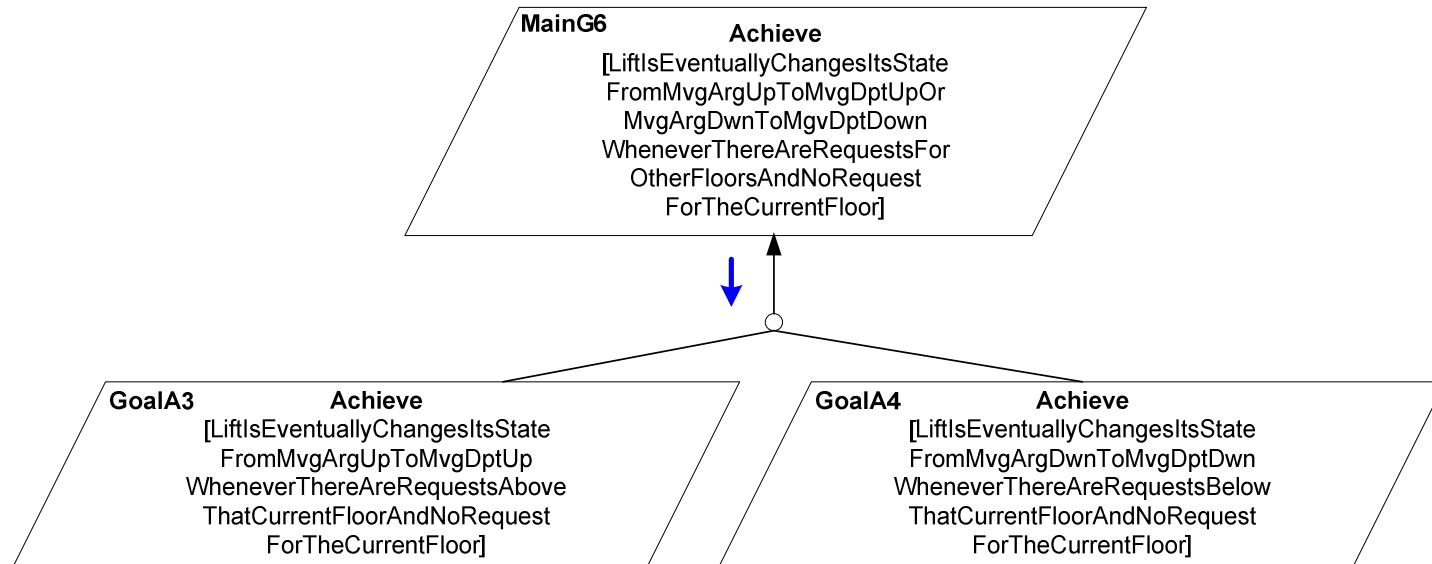 MainG6
Achieve
[LiftIsEventuallyChangesItsState
FromMvgArgUpToMvgDptUpOr
MvgArgDwnToMgvDptDown
WheneverThereAreRequestsFor
OtherFloorsAndNoRequest
ForTheCurrentFloor]
GoalA3
Achieve
[LiftIsEventuallyChangesItsState
FromMvgArgUpToMvgDptUp
WheneverThereAreRequestsAbove
ThatCurrentFloorAndNoRequest
ForTheCurrentFloor]
GoalA4
Achieve
[LiftIsEventuallyChangesItsState
FromMvgArgDwnToMvgDptDwn
WheneverThereAreRequestsBelow
ThatCurrentFloorAndNoRequest
ForTheCurrentFloor]